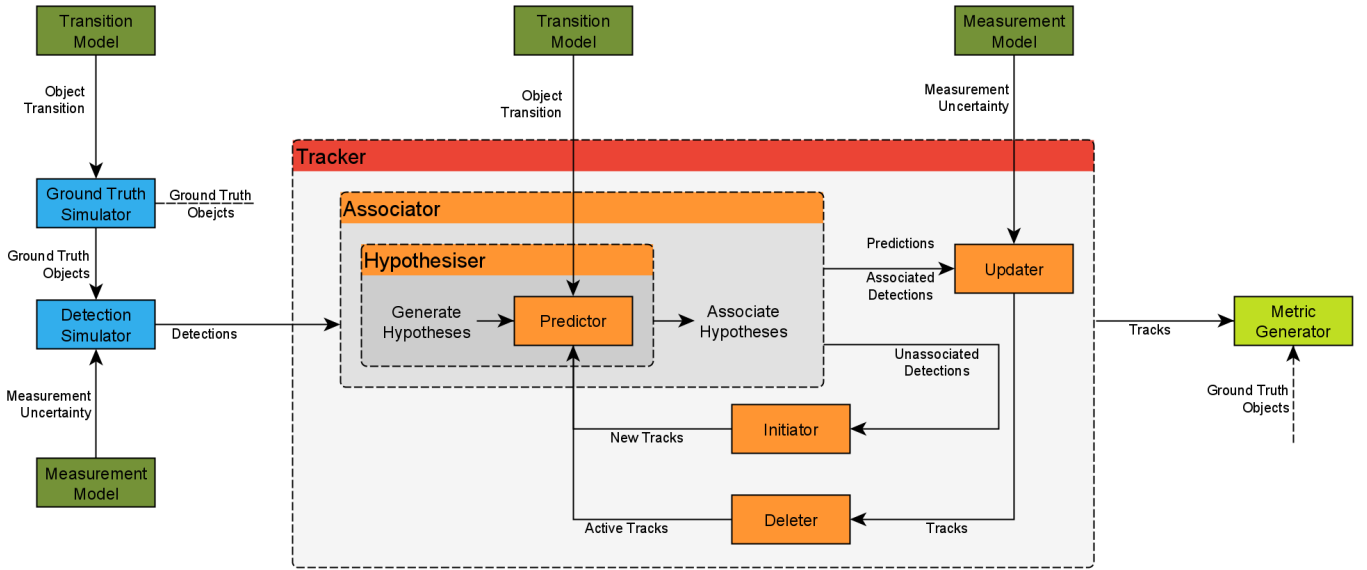 Transition
Model
Transition
Model
Measurement
Model
Object
Transition
Object
Transition
Measurement
Uncertainty
Tracker
Ground Truth
Simulator
Ground Truth
Obejcts
Associator
Ground Truth
Objects
Hypothesiser
Predictions
Associated
Detections
Updater
Detection
Simulator
Detections
Generate
Hypotheses
Predictor
Associate
Hypotheses
Tracks
Metric
Generator
Unassociated
Detections
Measurement
Uncertainty
Ground Truth
Objects
New Tracks
Initiator
Measurement
Model
Active Tracks
Deleter
Tracks